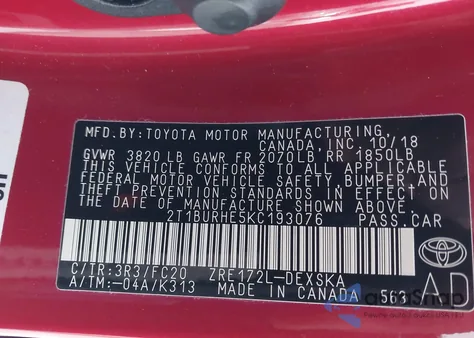 MFD. BY: TOYOTA MOTOR MANUFACTURING,
CANADA, INC. 10/18
GVWR 3820 LB GAWR FR 2070LB RR 1850LB
THIS VEHICLE CONFORMS TO ALL APPLICABLE
FEDERAL MOTOR VEHICLE SAFETY, BUMPER, AND
THEFT PREVENTION STANDARDS IN EFFECT ON
THE DATE OF MANUFACTURE SHOWN ABOVE.
2T1BURHE5KC193076 PASS.CAR
C/TR: 3R3/FC20 ZRE172L-DEXSKA
A/TM: -04A/K313 MADE IN CANADA 563
TOYOTA
AD